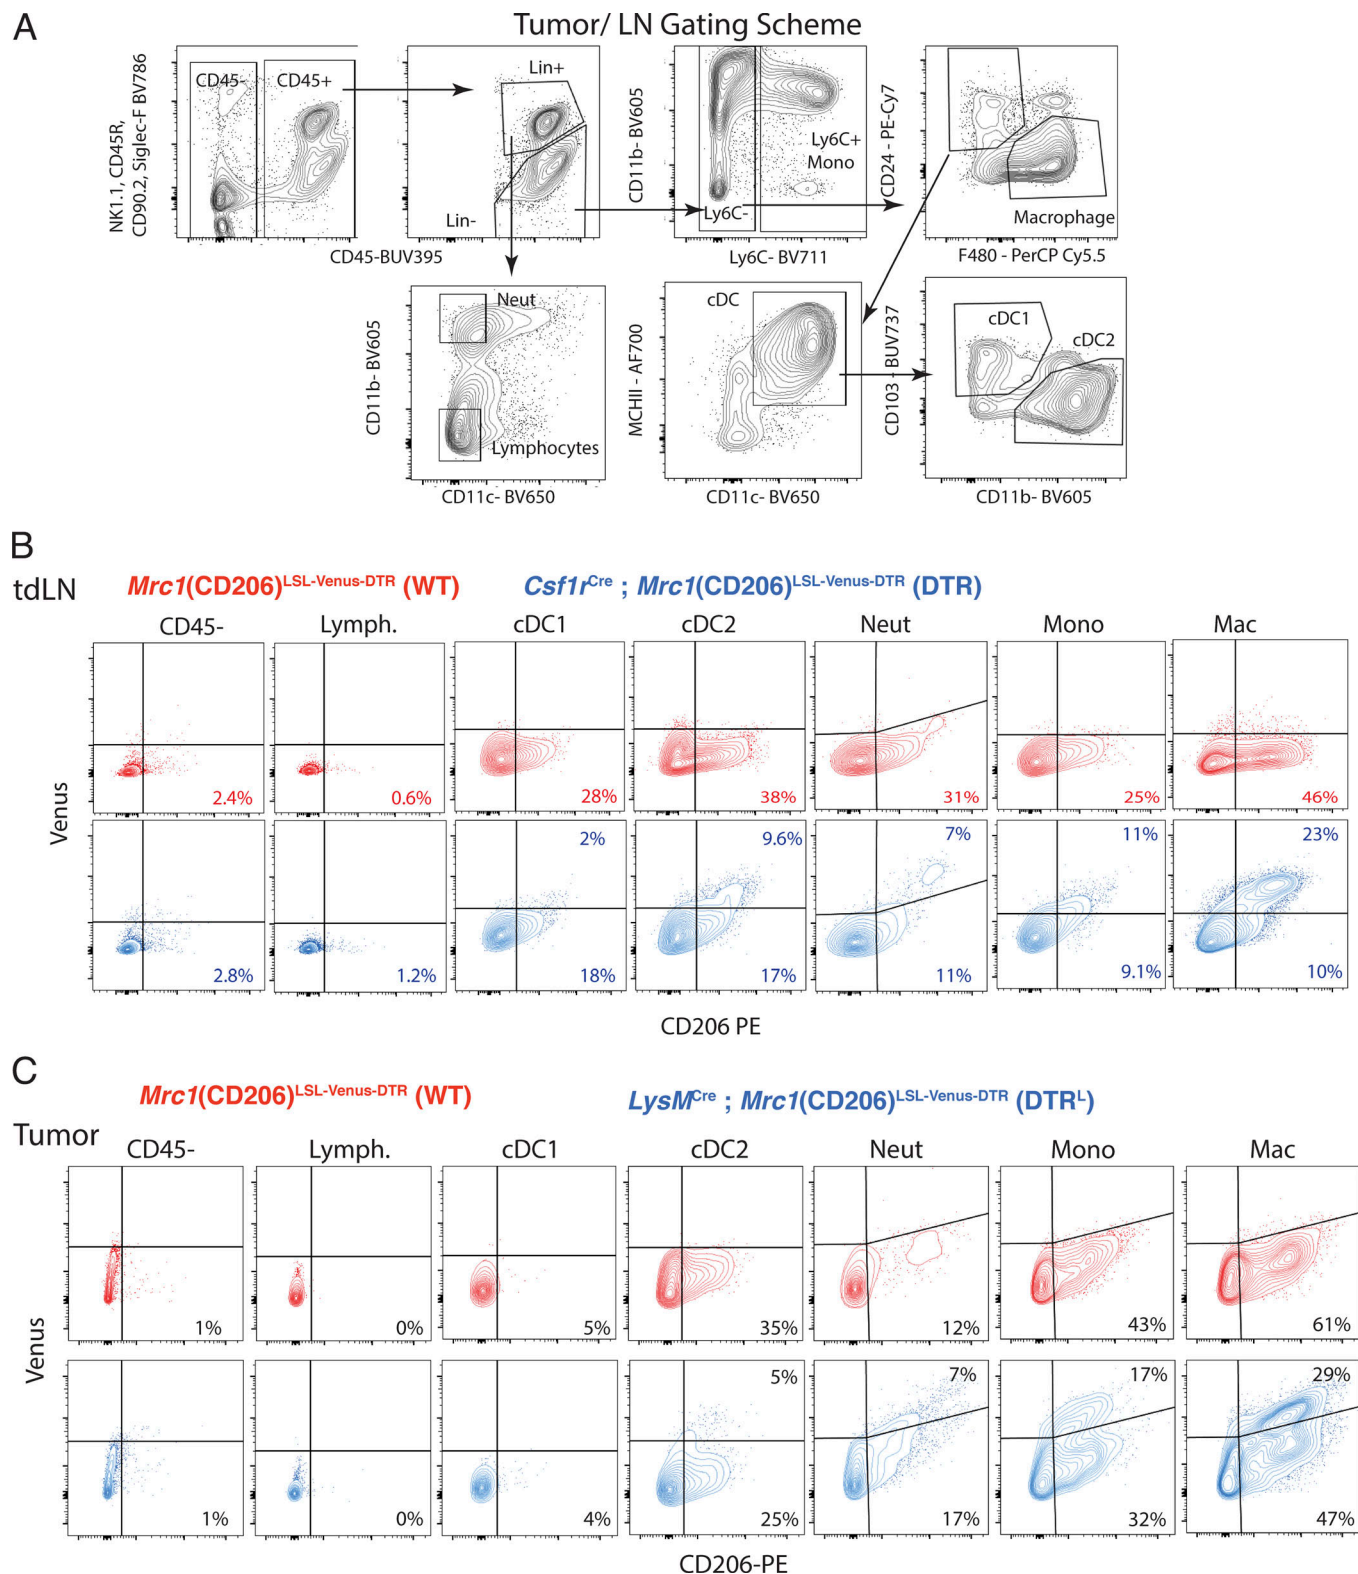 A
Tumor/ LN Gating Scheme
NK1.1, CD45R,
CD90.2, Siglec-F BV786
CD45-
CD45+
CD45-BUV395
Lin+
Lin-
CD11b- BV605
Ly6C+
Mono
Ly6C-
Ly6C- BV711
CD24 - PE-Cy7
Macrophage
F480 - PerCP Cy5.5
CD11b- BV605
Neut
Lymphocytes
CD11c- BV650
MCHII - AF700
cDC
CD11c- BV650
CD103 - BUV737
cDC1
cDC2
CD11b- BV605
B
tdLN
Mrc1(CD206)LSL-Venus-DTR (WT)
Csf1rCre ; Mrc1(CD206)LSL-Venus-DTR (DTR)
CD45- Lymph. cDC1 cDC2 Neut Mono Mac
2.4% 0.6% 28% 38% 31% 25% 46%
Venus
2% 9.6% 7% 11% 23%
2.8% 1.2% 18% 17% 11% 9.1% 10%
CD206 PE
C
Mrc1(CD206)LSL-Venus-DTR (WT)
LysMCre ; Mrc1(CD206)LSL-Venus-DTR (DTRL)
Tumor
CD45- Lymph. cDC1 cDC2 Neut Mono Mac
1% 0% 5% 35% 12% 43% 61%
Venus
5% 7% 17% 29%
1% 0% 4% 25% 17% 32% 47%
CD206-PE